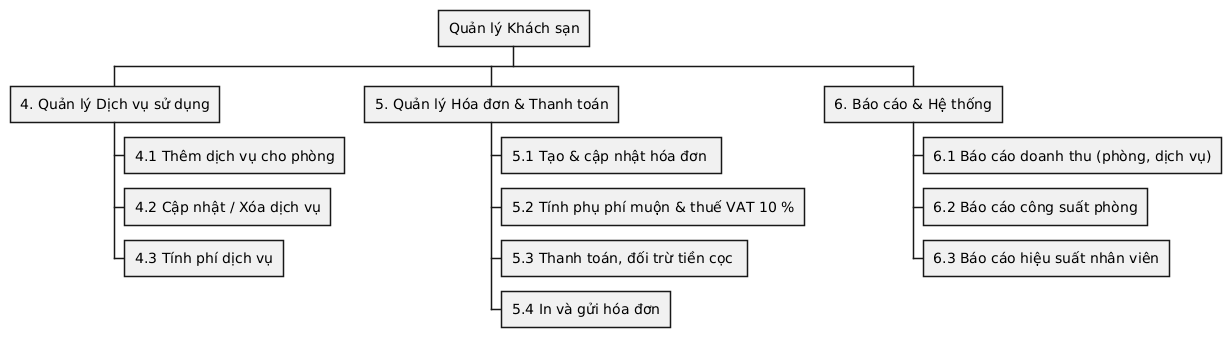 Quản lý Khách sạn
4. Quản lý Dịch vụ sử dụng
4.1 Thêm dịch vụ cho phòng
4.2 Cập nhật / Xóa dịch vụ
4.3 Tính phí dịch vụ
5. Quản lý Hóa đơn & Thanh toán
5.1 Tạo & cập nhật hóa đơn
5.2 Tính phụ phí muộn & thuế VAT 10 %
5.3 Thanh toán, đối trừ tiền cọc
5.4 In và gửi hóa đơn
6. Báo cáo & Hệ thống
6.1 Báo cáo doanh thu (phòng, dịch vụ)
6.2 Báo cáo công suất phòng
6.3 Báo cáo hiệu suất nhân viên